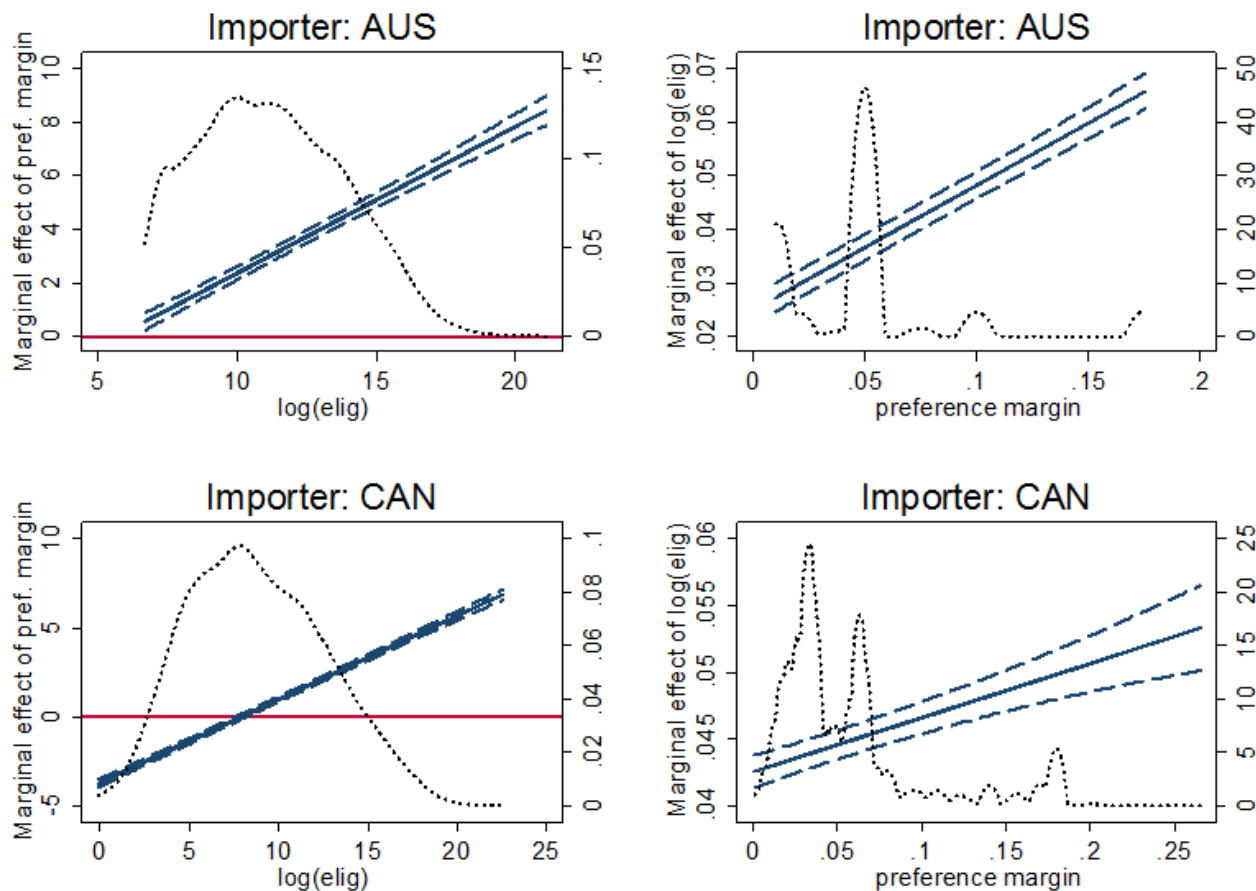 Importer: AUS
Marginal effect of pref. margin
10
8
6
4
2
0
.15
.1
.05
0
5 10 15 20
log(elig)
Importer: AUS
Marginal effect of log(elig)
.07
.06
.05
.04
.03
.02
50
40
30
20
10
0
0 .05 .1 .15 .2
preference margin
Importer: CAN
Marginal effect of pref. margin
10
5
0
-5
.1
.08
.06
.04
.02
0
0 5 10 15 20 25
log(elig)
Importer: CAN
Marginal effect of log(elig)
.06
.055
.05
.045
.04
25
20
15
10
5
0
0 .05 .1 .15 .2 .25
preference margin